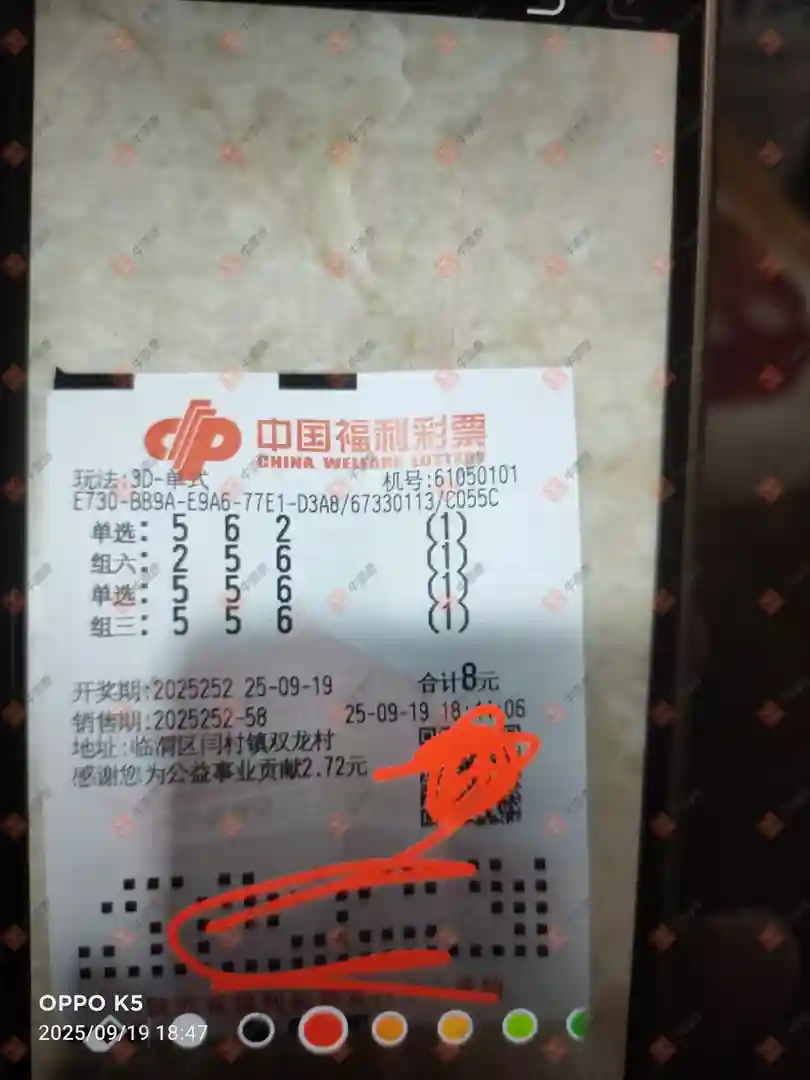 中国福利彩票
CHINA WELFARE LOTTERY
玩法:3D-单式 机号:61050101
E730-BB9A-E9A6-77E1-D3A8/67330113/C055C
单选: 5 6 2 (1)
组六: 2 5 6 (1)
单选: 5 5 6 (1)
组三: 5 5 6 (1)
开奖期:2025252 25-09-19 合计8元
销售期:2025252-58 25-09-19
地址:临渭区闫村镇双龙村
感谢您为公益事业贡献2.72元
OPPO K5
2025/09/19 18:47